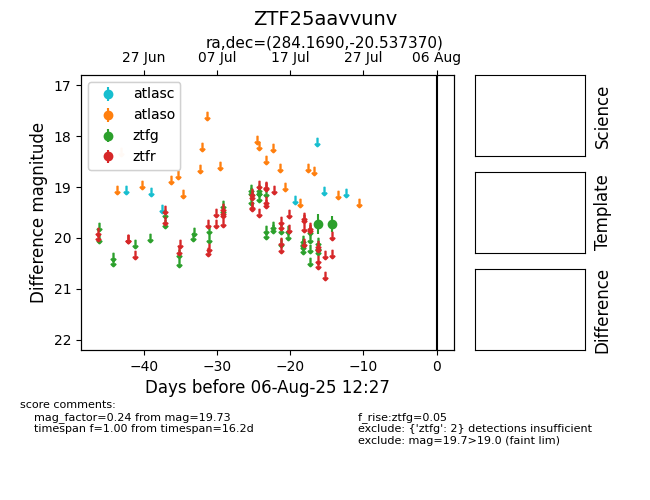 ZTF25aavvunv
ra,dec=(284.1690,-20.537370)
27 Jun 07 Jul 17 Jul 27 Jul 06 Aug
atlasc
atlaso
ztfg
ztfr
17
18
19
20
21
22
Difference magnitude
−40 −30 −20 −10 0
Days before 06-Aug-25 12:27
Science
Template
Difference
score comments:
mag_factor=0.24 from mag=19.73
timespan f=1.00 from timespan=16.2d
f_rise:ztfg=0.05
exclude: {'ztfg': 2} detections insufficient
exclude: mag=19.7>19.0 (faint lim)